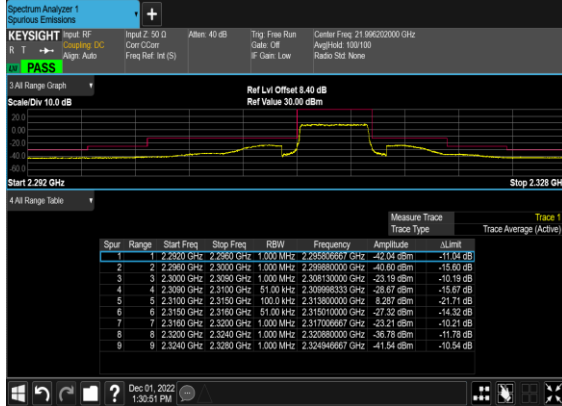 Spectrum Analyzer 1
Spurious Emissions
+
KEYSIGHT Input: RF Input Z: 50 Ω Atten: 40 dB Trig: Free Run Center Freq: 21.996202000 GHz
R T Coupling: DC Corr CCorr Gate: Off Avg|Hold: 100/100
Align: Auto Freq Ref: Int (S) IF Gain: Low Radio Std: None
PASS
3 All Range Graph
Ref Lvl Offset 8.40 dB
Scale/Div 10.0 dB Ref Value 30.00 dBm
20.0
0.00
-20.0
-40.0
-60.0
Start 2.292 GHz Stop 2.328 GH
4 All Range Table
Measure Trace Trace 1
Trace Type Trace Average (Active)
Spur Range Start Freq Stop Freq RBW Frequency Amplitude ΔLimit
1 1 2.2920 GHz 2.2960 GHz 1.000 MHz 2.295806667 GHz -42.04 dBm -11.04 dB
2 2 2.2960 GHz 2.3000 GHz 1.000 MHz 2.299880000 GHz -40.60 dBm -15.60 dB
3 3 2.3000 GHz 2.3090 GHz 1.000 MHz 2.308130000 GHz -23.19 dBm -10.19 dB
4 4 2.3090 GHz 2.3100 GHz 51.00 kHz 2.309998333 GHz -28.67 dBm -15.67 dB
5 5 2.3100 GHz 2.3150 GHz 100.0 kHz 2.313800000 GHz 8.287 dBm -21.71 dB
6 6 2.3150 GHz 2.3160 GHz 51.00 kHz 2.315010000 GHz -27.32 dBm -14.32 dB
7 7 2.3160 GHz 2.3200 GHz 1.000 MHz 2.317006667 GHz -23.21 dBm -10.21 dB
8 8 2.3200 GHz 2.3240 GHz 1.000 MHz 2.320880000 GHz -36.78 dBm -11.78 dB
9 9 2.3240 GHz 2.3280 GHz 1.000 MHz 2.324946667 GHz -41.54 dBm -10.54 dB
? Dec 01, 2022
1:30:51 PM